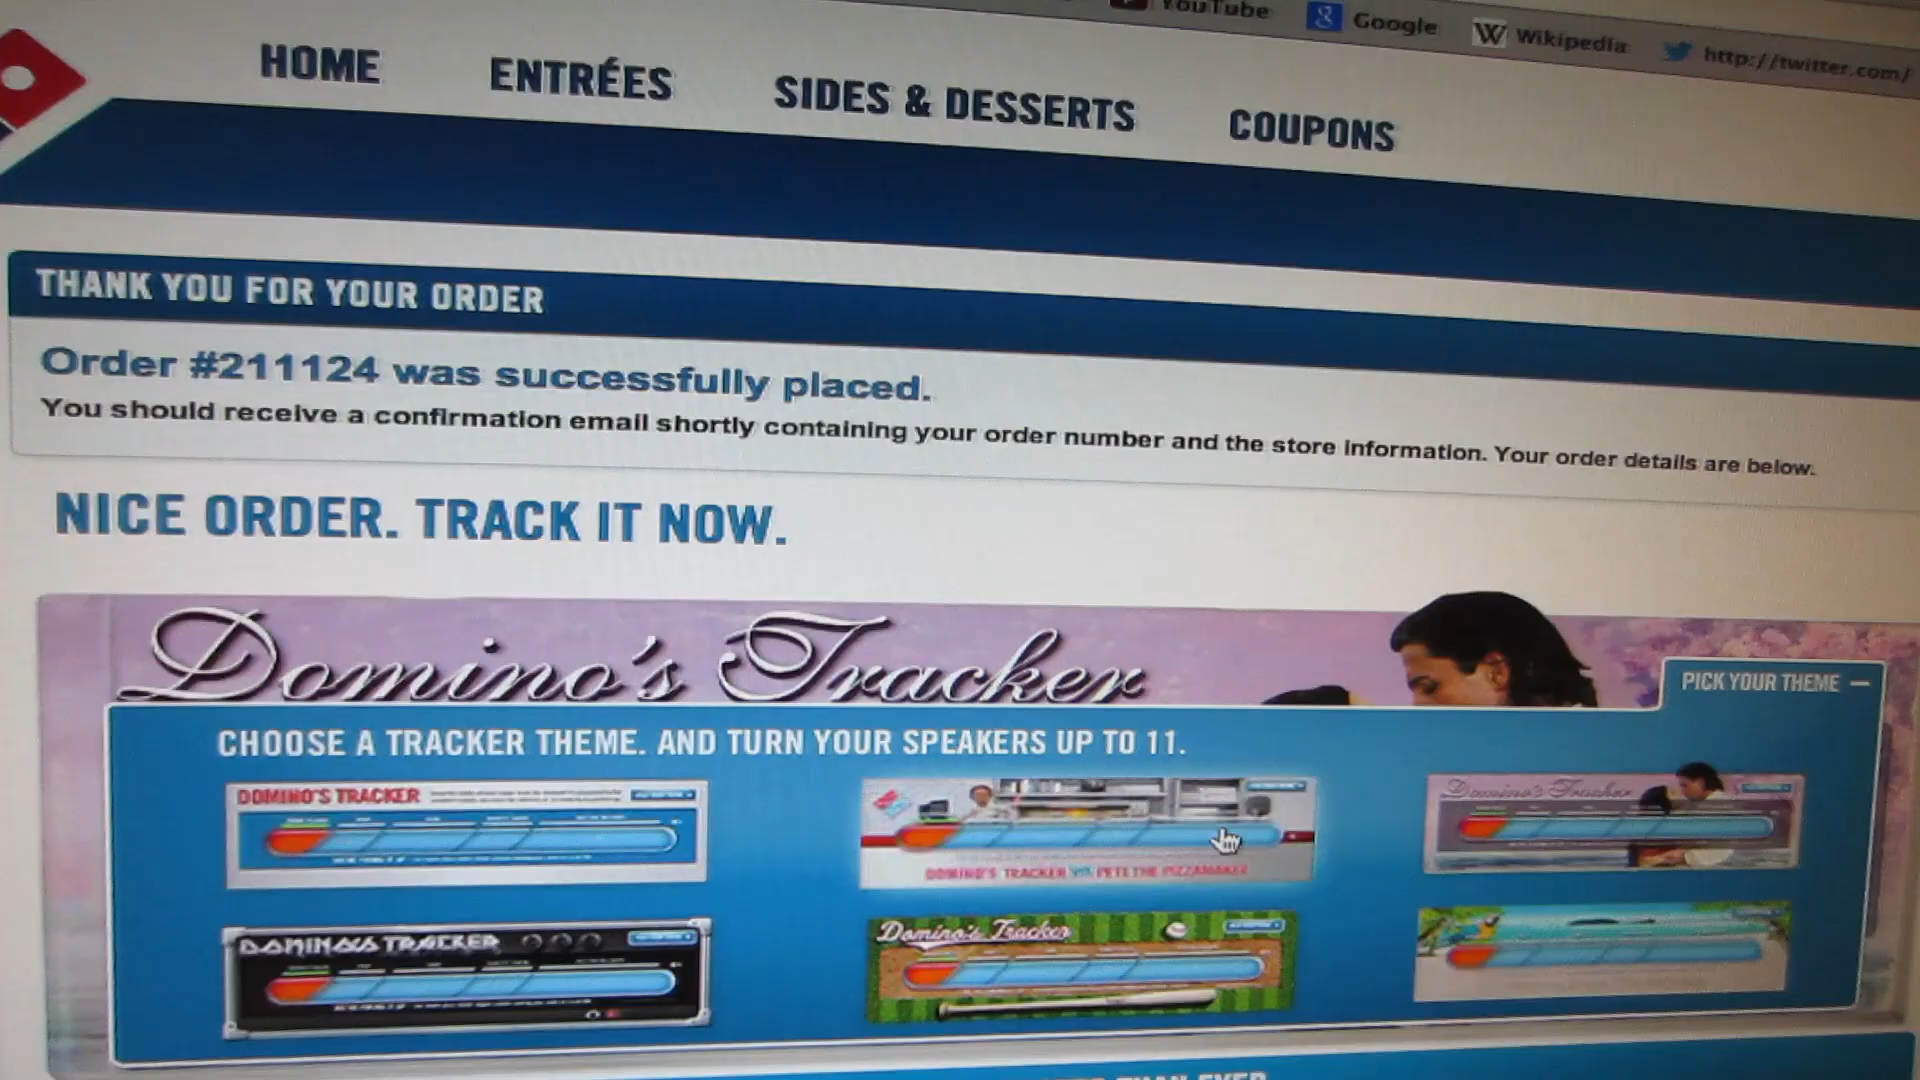 YouTube
Google
Wikipedia
http://twitter.com/
HOME
ENTRÉES
SIDES & DESSERTS
COUPONS
THANK YOU FOR YOUR ORDER
Order #211124 was successfully placed.
You should receive a confirmation email shortly containing your order number and the store information. Your order details are below.
NICE ORDER. TRACK IT NOW.
Domino's Tracker
PICK YOUR THEME
CHOOSE A TRACKER THEME. AND TURN YOUR SPEAKERS UP TO 11.
DOMINO'S TRACKER
DOMINO'S TRACKER WITH PETE THE PIZZAMAKER
Domino's Tracker
DOMINO'S TRACKER
Domino's Tracker
THAN EVER